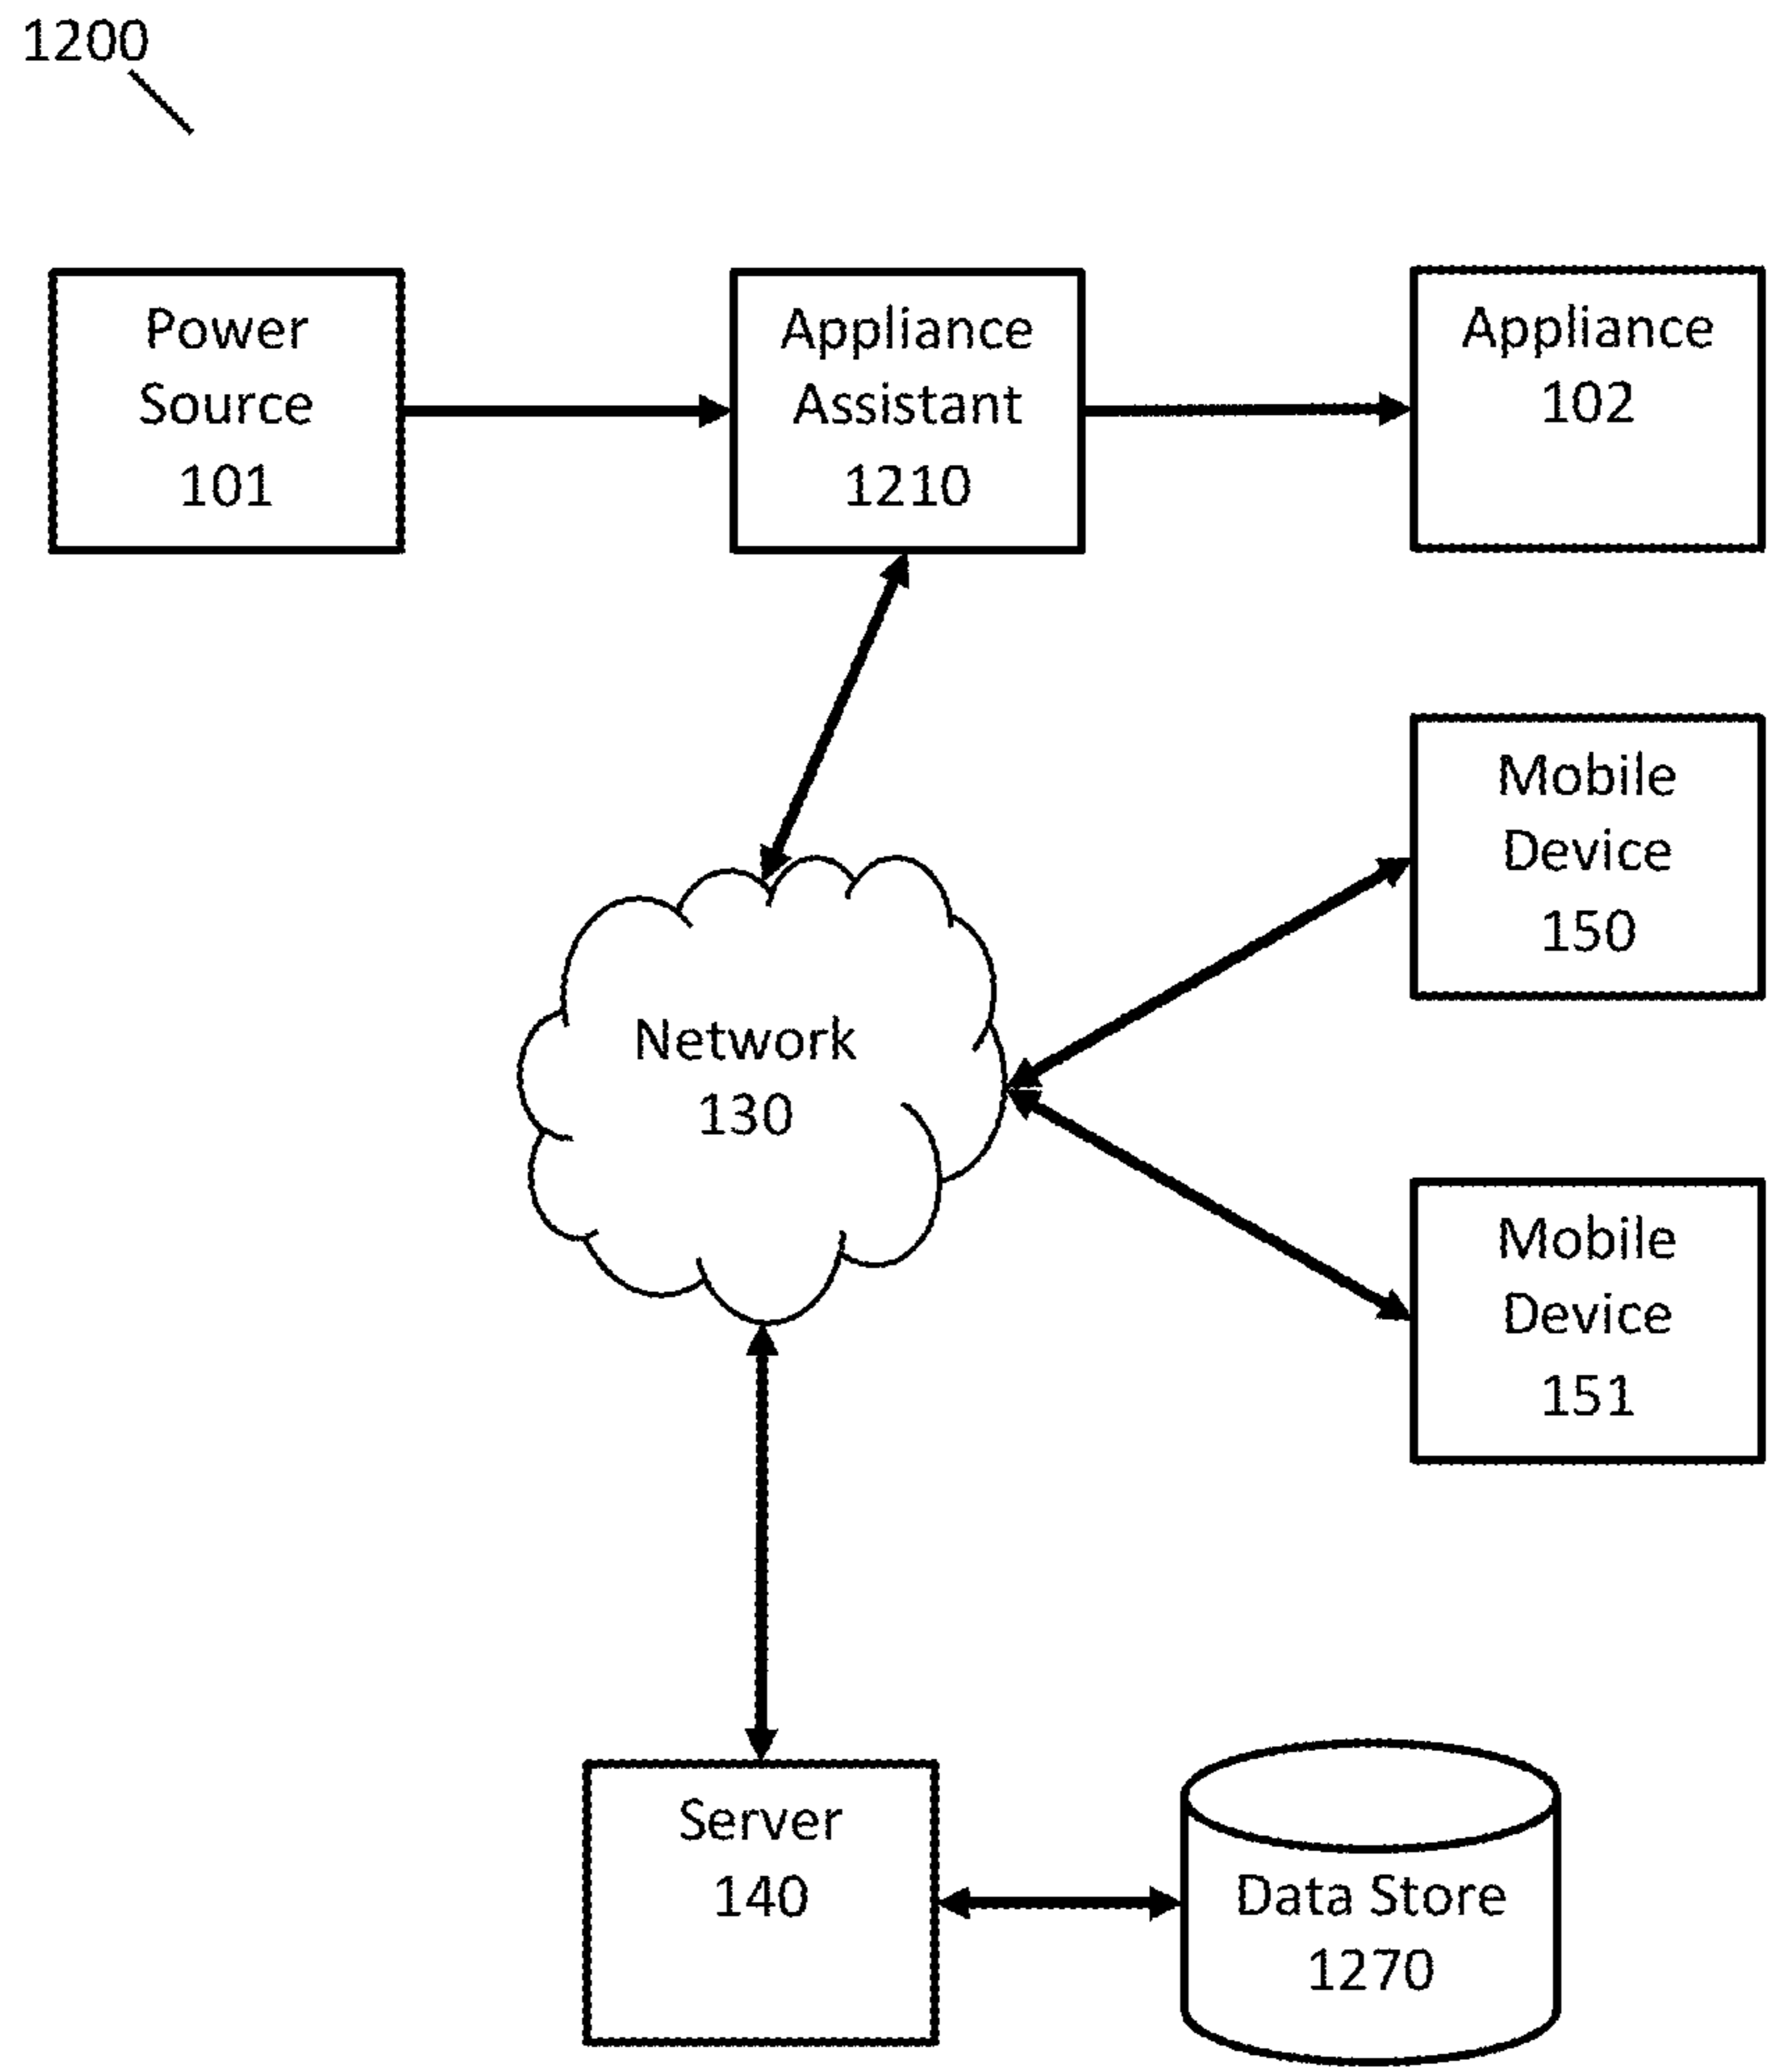 1200
Power
Source
101
Appliance
Assistant
1210
Appliance
102
Mobile
Device
150
Network
130
Mobile
Device
151
Server
140
Data Store
1270